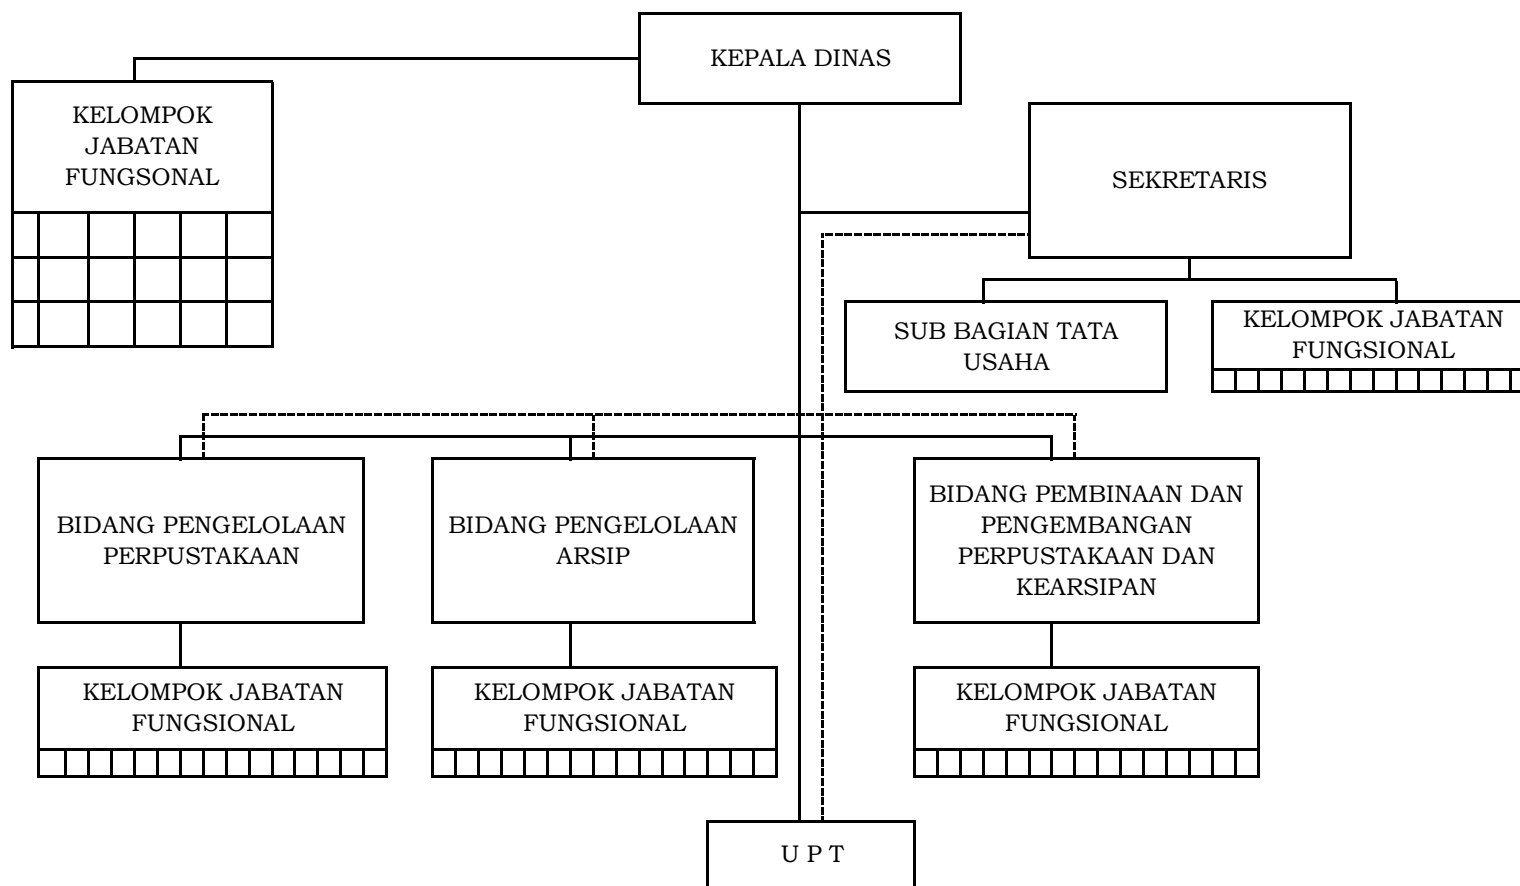 KEPALA DINAS
KELOMPOK
JABATAN
FUNGSONAL
SEKRETARIS
SUB BAGIAN TATA
USAHA
KELOMPOK JABATAN
FUNGSIONAL
BIDANG PENGELOLAAN
PERPUSTAKAAN
BIDANG PENGELOLAAN
ARSIP
BIDANG PEMBINAAN DAN
PENGEMBANGAN
PERPUSTAKAAN DAN
KEARSIPAN
KELOMPOK JABATAN
FUNGSIONAL
KELOMPOK JABATAN
FUNGSIONAL
KELOMPOK JABATAN
FUNGSIONAL
U P T